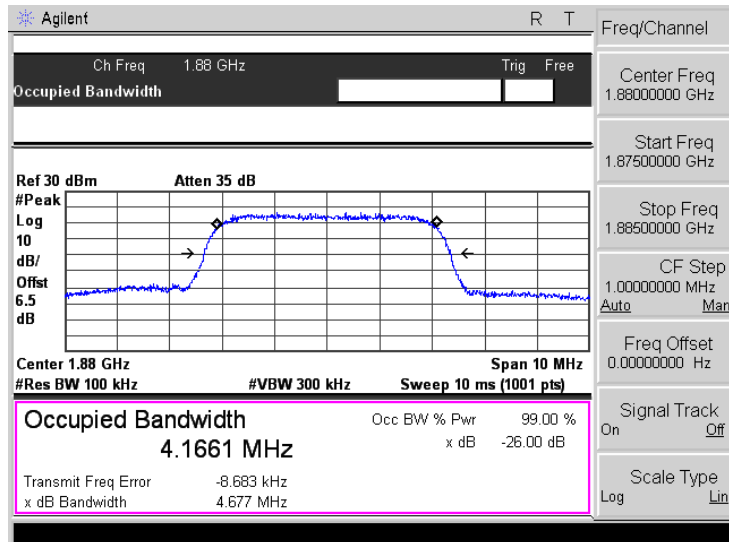 Agilent R T
Ch Freq 1.88 GHz Trig Free
Occupied Bandwidth
Ref 30 dBm Atten 35 dB
#Peak
Log
10
dB/
Offst
6.5
dB
Center 1.88 GHz Span 10 MHz
#Res BW 100 kHz #VBW 300 kHz Sweep 10 ms (1001 pts)
Occupied Bandwidth
4.1661 MHz
Occ BW % Pwr 99.00 %
x dB -26.00 dB
Transmit Freq Error -8.683 kHz
x dB Bandwidth 4.677 MHz
Freq/Channel
Center Freq
1.88000000 GHz
Start Freq
1.87500000 GHz
Stop Freq
1.88500000 GHz
CF Step
1.00000000 MHz
Auto Man
Freq Offset
0.00000000 Hz
Signal Track
On Off
Scale Type
Log Lin